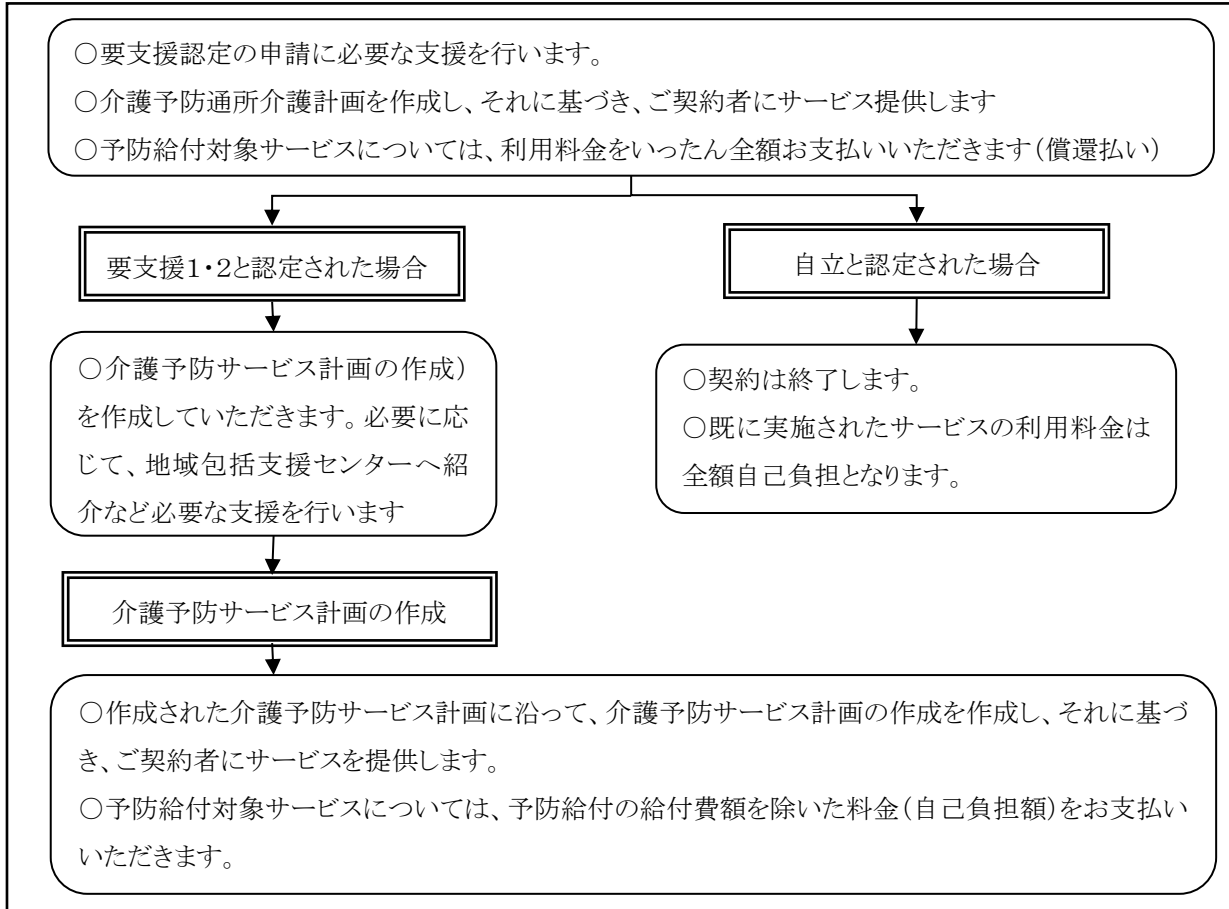 ○要支援認定の申請に必要な支援を行います。
○介護予防通所介護計画を作成し、それに基づき、ご契約者にサービス提供します
○予防給付対象サービスについては、利用料金をいったん全額お支払いいただきます(償還払い)
要支援1・2と認定された場合
自立と認定された場合
○介護予防サービス計画の作成)
を作成していただきます。必要に応
じて、地域包括支援センターへ紹
介など必要な支援を行います
○契約は終了します。
○既に実施されたサービスの利用料金は
全額自己負担となります。
介護予防サービス計画の作成
○作成された介護予防サービス計画に沿って、介護予防サービス計画の作成を作成し、それに基づ
き、ご契約者にサービスを提供します。
○予防給付対象サービスについては、予防給付の給付費額を除いた料金(自己負担額)をお支払い
いただきます。